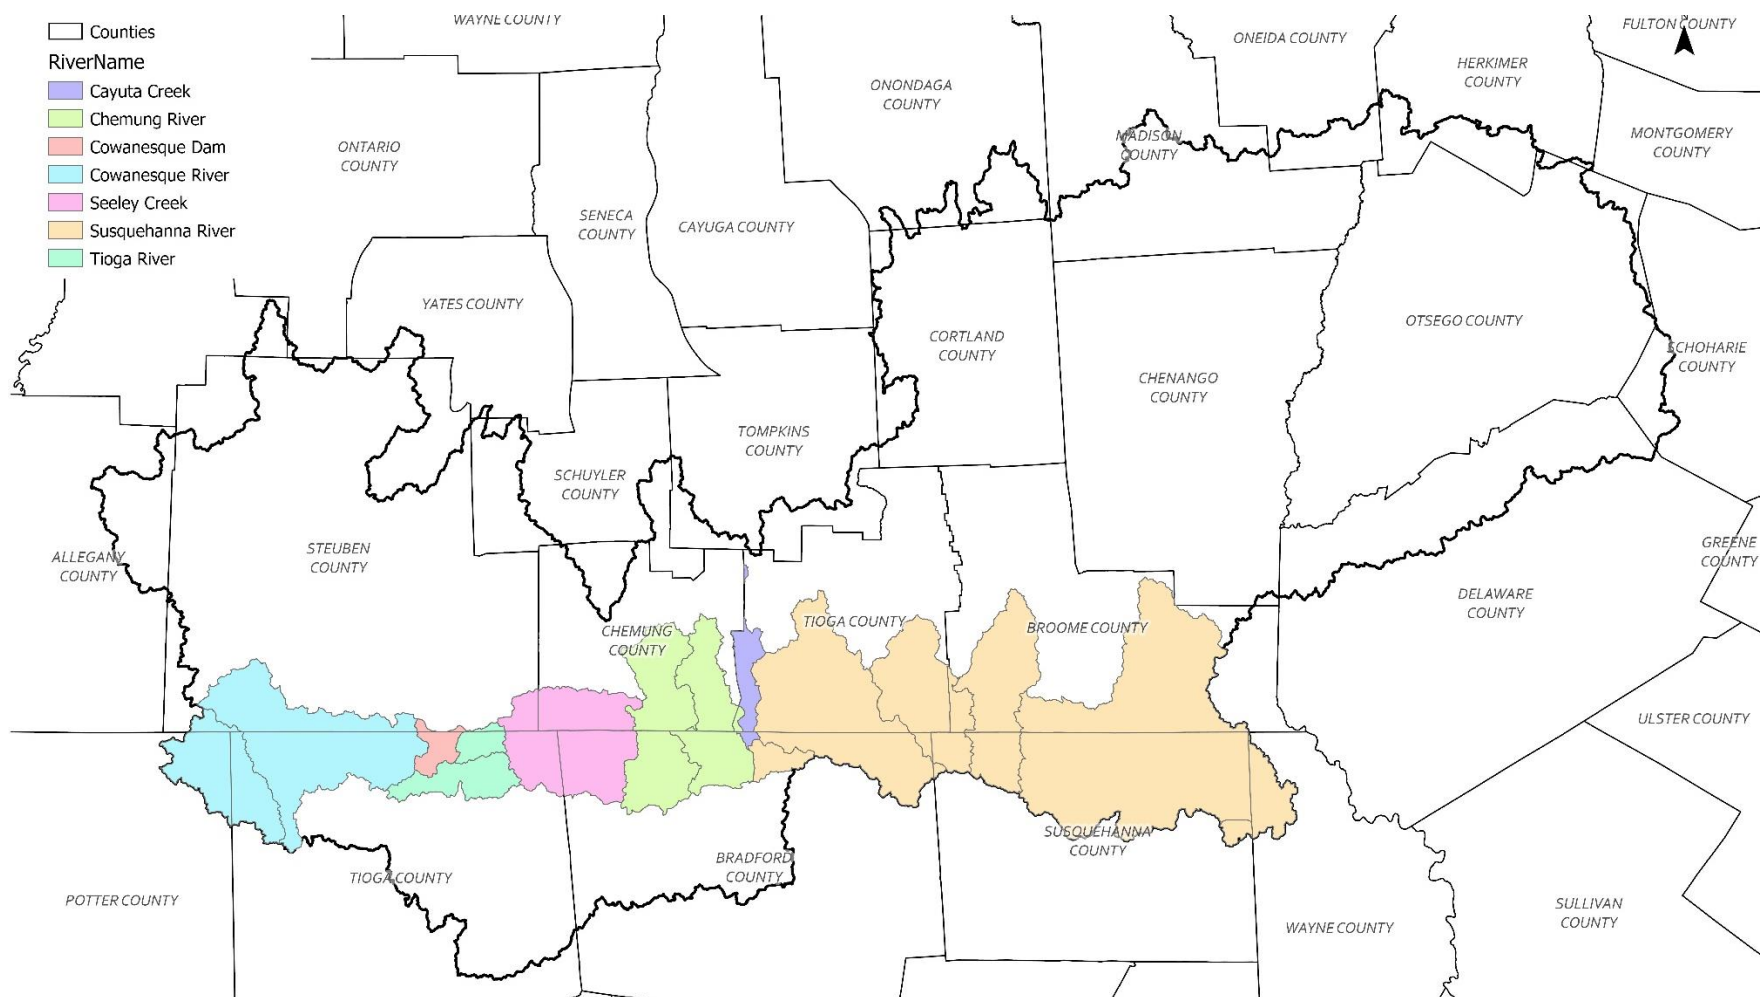 Counties
RiverName
Cayuta Creek
Chemung River
Cowanesque Dam
Cowanesque River
Seeley Creek
Susquehanna River
Tioga River
WAYNE COUNTY
FULTON COUNTY
ONEIDA COUNTY
HERKIMER
COUNTY
ONONDAGA
COUNTY
MADISON
COUNTY
MONTGOMERY
COUNTY
ONTARIO
COUNTY
SENECA
COUNTY
CAYUGA COUNTY
YATES COUNTY
CORTLAND
COUNTY
OTSEGO COUNTY
SCHOHARIE
COUNTY
CHENANGO
COUNTY
TOMPKINS
COUNTY
SCHUYLER
COUNTY
ALLEGANY
COUNTY
STEUBEN
COUNTY
GREENE
COUNTY
DELAWARE
COUNTY
CHEMUNG
COUNTY
TIOGA COUNTY
BROOME COUNTY
ULSTER COUNTY
SUSQUEHANNA
COUNTY
BRADFORD
COUNTY
TIOGA COUNTY
POTTER COUNTY
WAYNE COUNTY
SULLIVAN
COUNTY